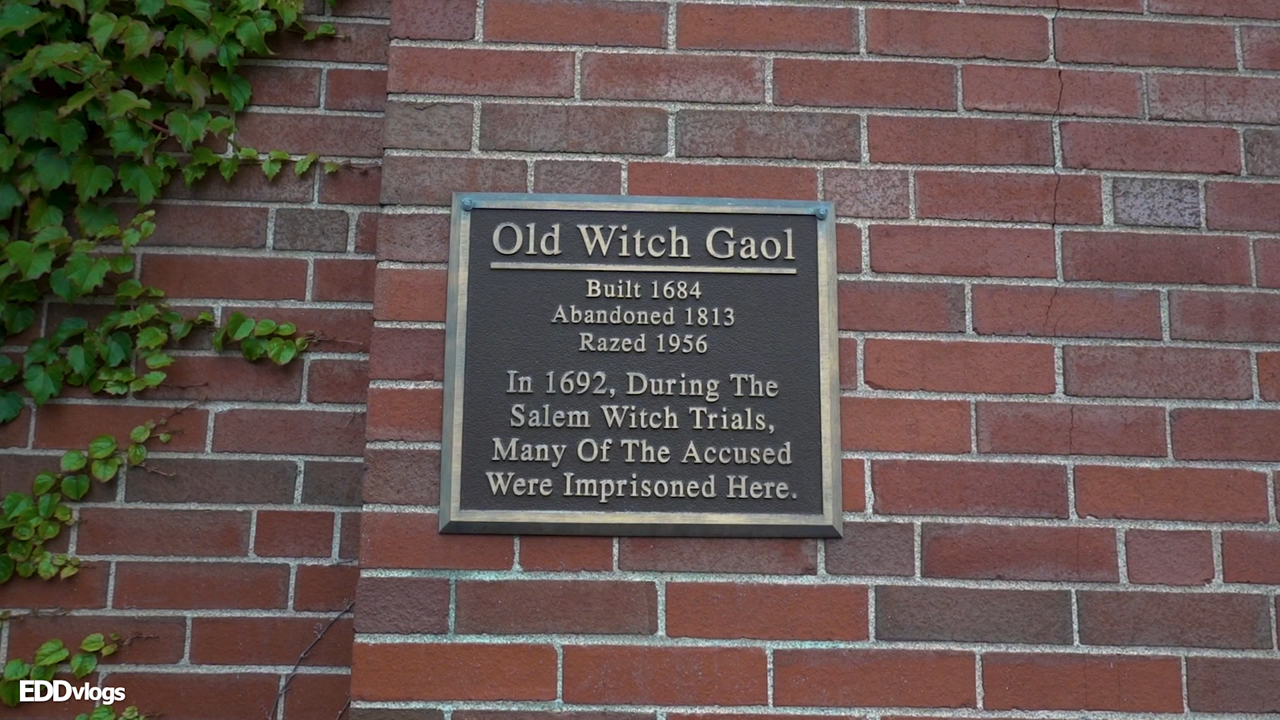 Old Witch Gaol
Built 1684
Abandoned 1813
Razed 1956
In 1692, During The
Salem Witch Trials,
Many Of The Accused
Were Imprisoned Here.
EDDvlogs